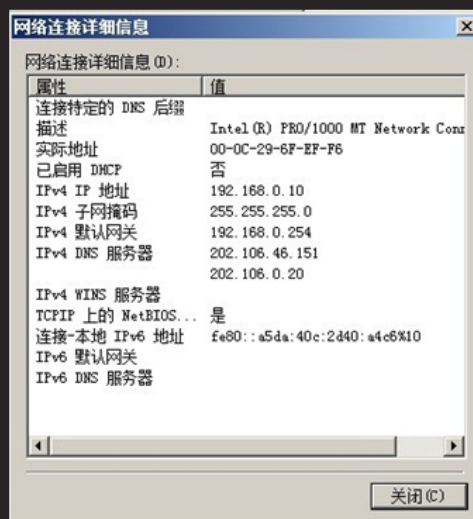 网络连接详细信息
网络连接详细信息(D):
属性 值
连接特定的 DNS 后缀
描述 Intel(R) PRO/1000 MT Network Conn
实际地址 00-0C-29-6F-EF-F6
已启用 DHCP 否
IPv4 IP 地址 192.168.0.10
IPv4 子网掩码 255.255.255.0
IPv4 默认网关 192.168.0.254
IPv4 DNS 服务器 202.106.46.151
202.106.0.20
IPv4 WINS 服务器
TCPIP 上的 NetBIOS... 是
连接-本地 IPv6 地址 fe80::a5da:40c:2d40:a4c6%10
IPv6 默认网关
IPv6 DNS 服务器
关闭(C)